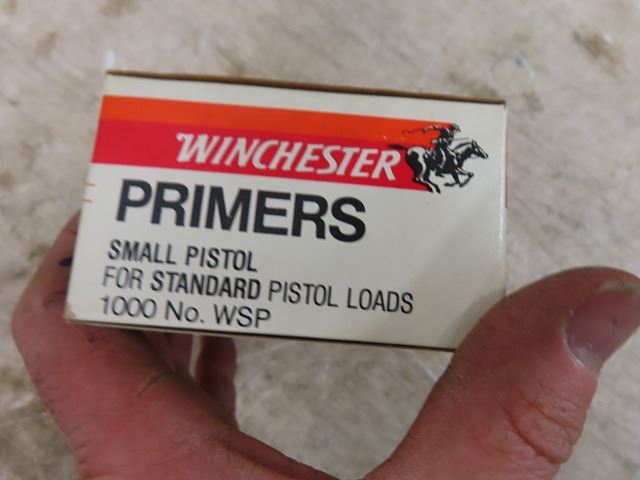 WINCHESTER
PRIMERS
SMALL PISTOL
FOR STANDARD PISTOL LOADS
1000 No. WSP